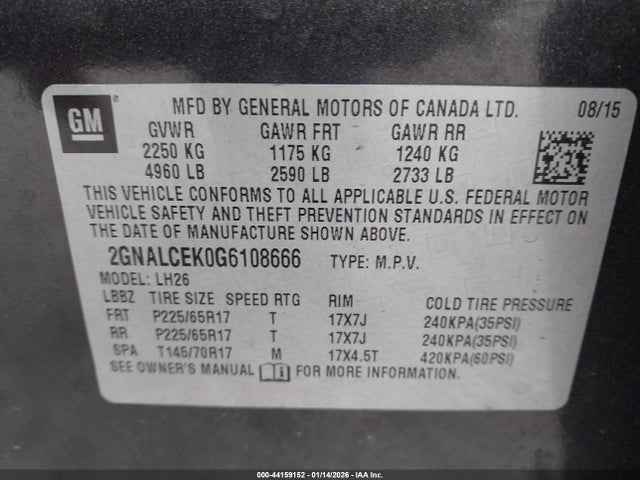 GM ®
MFD BY GENERAL MOTORS OF CANADA LTD. 08/15
GVWR GAWR FRT GAWR RR
2250 KG 1175 KG 1240 KG
4960 LB 2590 LB 2733 LB
THIS VEHICLE CONFORMS TO ALL APPLICABLE U.S. FEDERAL MOTOR
VEHICLE SAFETY AND THEFT PREVENTION STANDARDS IN EFFECT ON
THE DATE OF MANUFACTURE SHOWN ABOVE.
2GNALCEK0G6108666 TYPE: M.P.V.
MODEL: LH26
LBBZ TIRE SIZE SPEED RTG RIM COLD TIRE PRESSURE
FRT P225/65R17 T 17X7J 240KPA(35PSI)
RR P225/65R17 T 17X7J 240KPA(35PSI)
SPA T145/70R17 M 17X4.5T 420KPA(60PSI)
SEE OWNER'S MANUAL FOR MORE INFORMATION.
000-44159152 - 01/14/2026 - IAAI Inc.